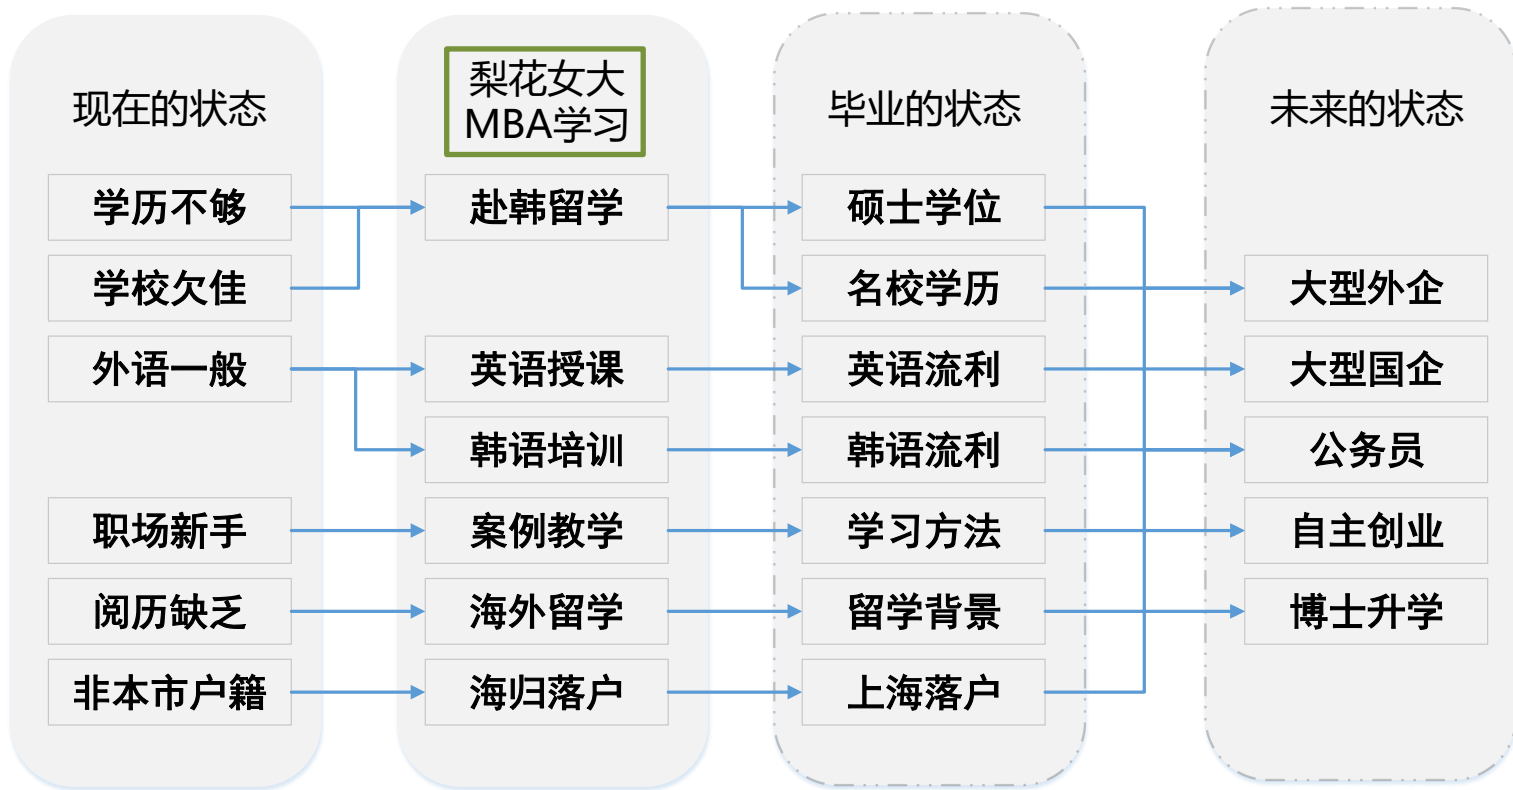 现在的状态
梨花女大
MBA学习
毕业的状态
未来的状态
学历不够
赴韩留学
硕士学位
学校欠佳
名校学历
大型外企
外语一般
英语授课
英语流利
大型国企
韩语培训
韩语流利
公务员
职场新手
案例教学
学习方法
自主创业
阅历缺乏
海外留学
留学背景
博士升学
非本市户籍
海归落户
上海落户